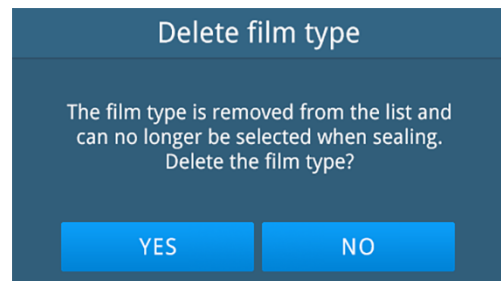 Delete film type
The film type is removed from the list and
can no longer be selected when sealing.
Delete the film type?
YES
NO